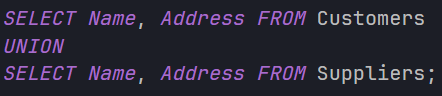 SELECT Name, Address FROM Customers
UNION
SELECT Name, Address FROM Suppliers;